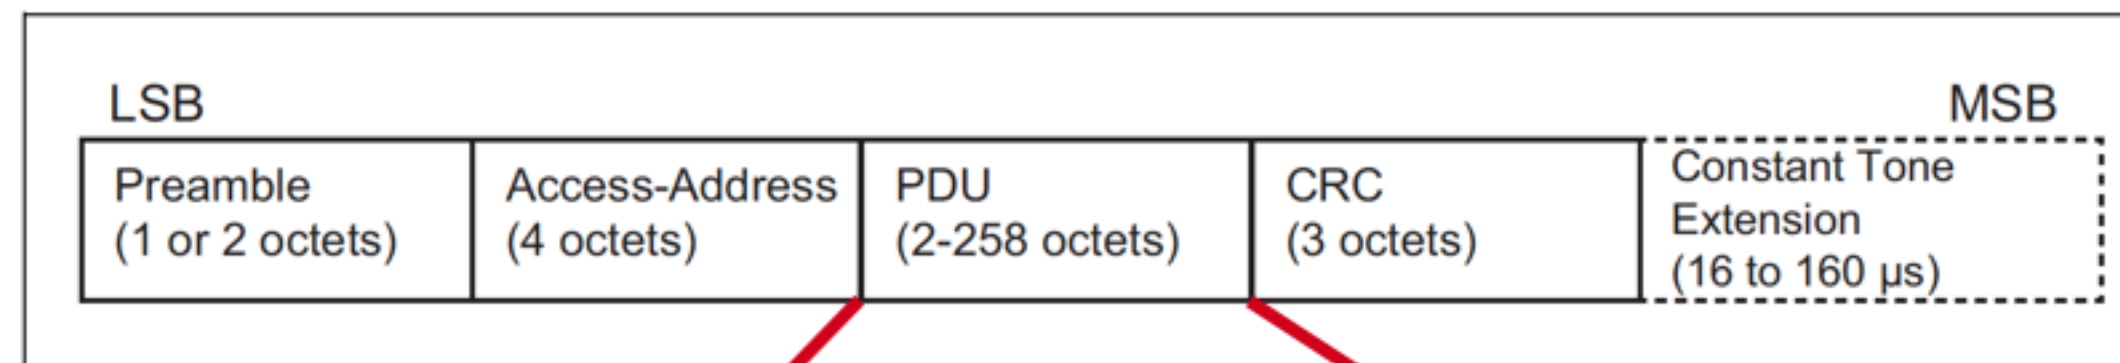 LSB
MSB
Preamble
(1 or 2 octets)
Access-Address
(4 octets)
PDU
(2-258 octets)
CRC
(3 octets)
Constant Tone
Extension
(16 to 160 µs)